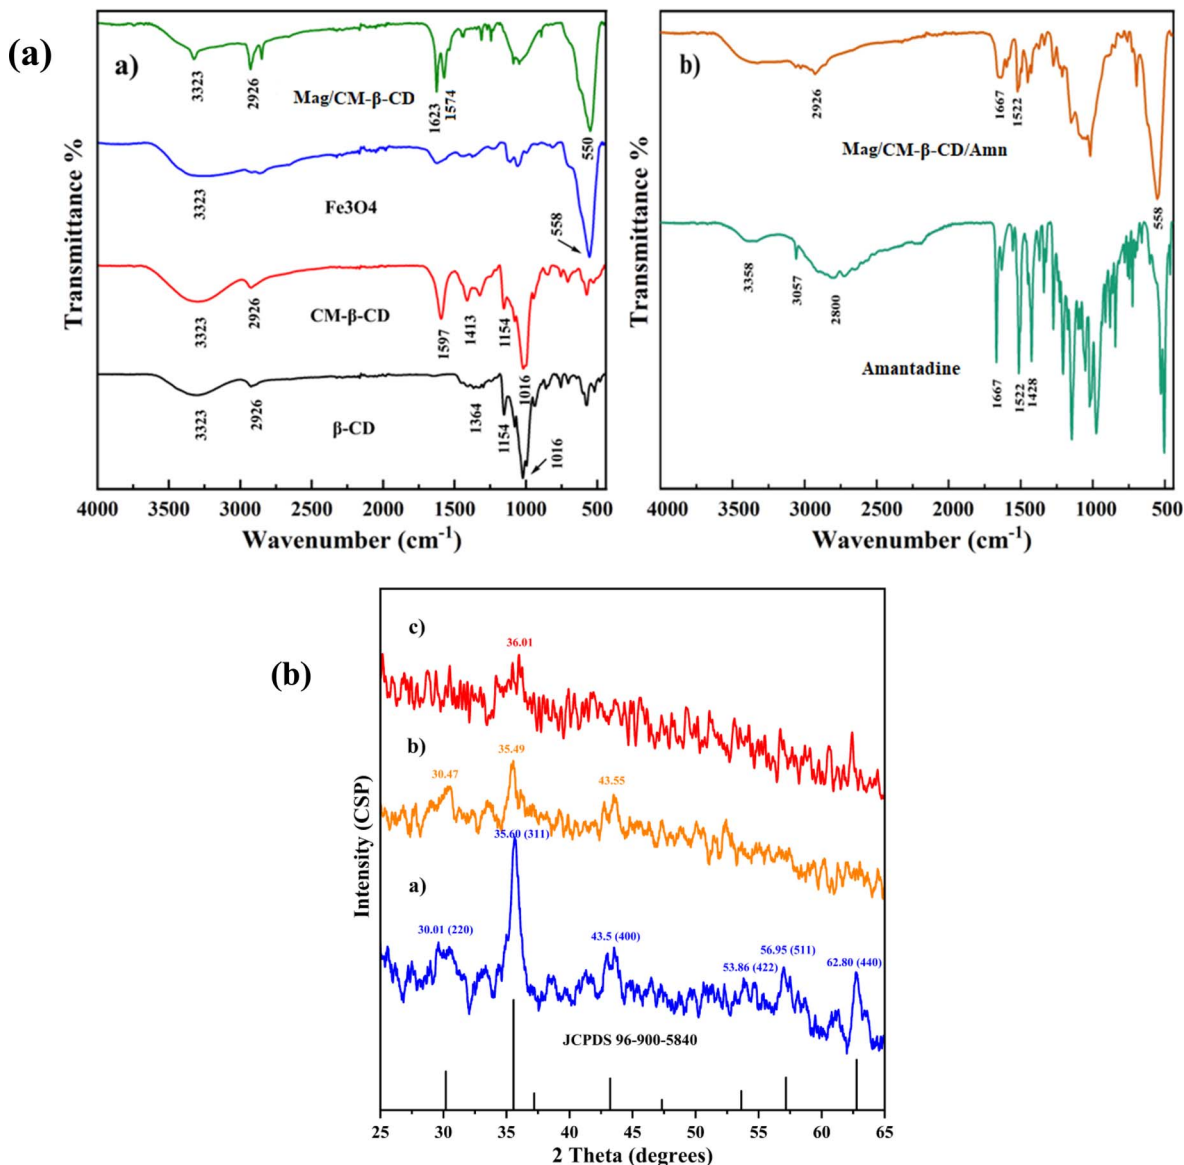 (a)
a)
3323
2926
Mag/CM-β-CD
1623
1574
550
3323
Fe3O4
558
3323
2926
CM-β-CD
1597
1413
1154
1016
3323
2926
β-CD
1364
1154
1016
Transmittance %
4000 3500 3000 2500 2000 1500 1000 500
Wavenumber (cm⁻¹)
b)
2926
1667
1522
Mag/CM-β-CD/Amn
558
3358
3057
2800
Amantadine
1667
1522
1428
Transmittance %
4000 3500 3000 2500 2000 1500 1000 500
Wavenumber (cm⁻¹)
(b)
c)
36.01
b)
30.47
35.49
43.55
a)
35.60 (311)
30.01 (220)
43.5 (400)
53.86 (422)
56.95 (511)
62.80 (440)
JCPDS 96-900-5840
Intensity (CSP)
25 30 35 40 45 50 55 60 65
2 Theta (degrees)